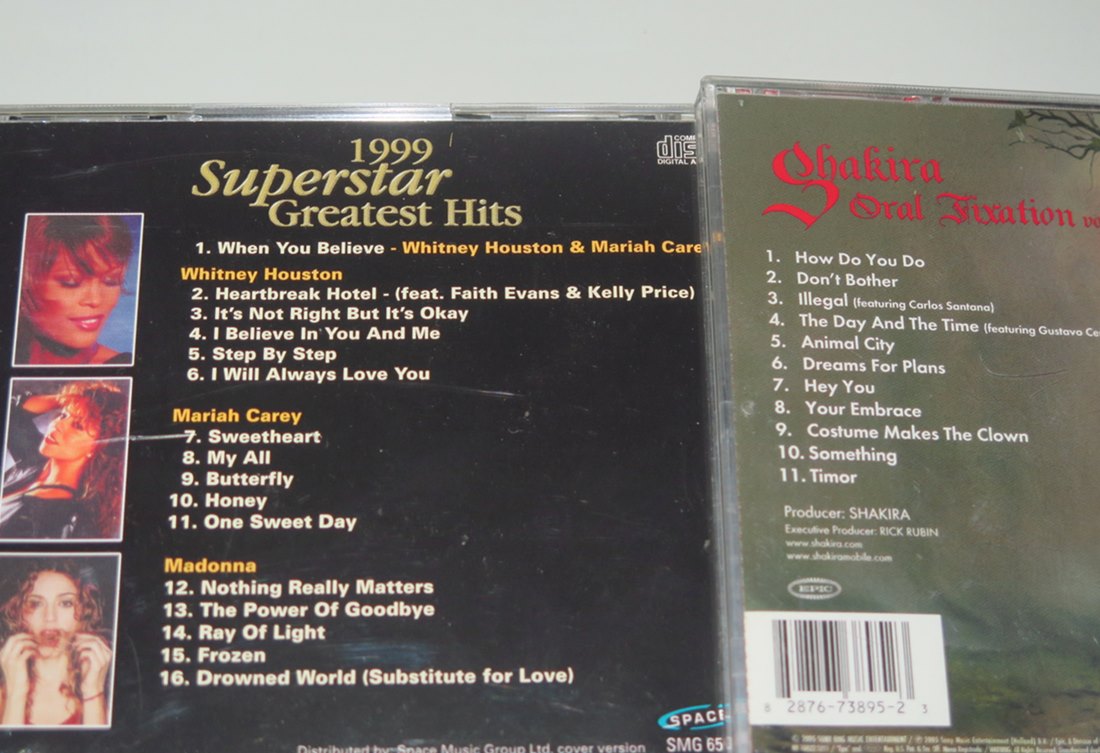 1999
Superstar
Greatest Hits
COMP
dis
DIGITAL A
1. When You Believe - Whitney Houston & Mariah Care
Whitney Houston
2. Heartbreak Hotel - (feat. Faith Evans & Kelly Price)
3. It's Not Right But It's Okay
4. I Believe In You And Me
5. Step By Step
6. I Will Always Love You
Mariah Carey
7. Sweetheart
8. My All
9. Butterfly
10. Honey
11. One Sweet Day
Madonna
12. Nothing Really Matters
13. The Power Of Goodbye
14. Ray Of Light
15. Frozen
16. Drowned World (Substitute for Love)
SPACE
Distributed by: Space Music Group Ltd. cover version
SMG 65
Shakira
Oral Fixation vo
1. How Do You Do
2. Don't Bother
3. Illegal (featuring Carlos Santana)
4. The Day And The Time (featuring Gustavo Ce
5. Animal City
6. Dreams For Plans
7. Hey You
8. Your Embrace
9. Costume Makes The Clown
10. Something
11. Timor
Producer: SHAKIRA
Executive Producer: RICK RUBIN
www.shakira.com
www.shakiramobile.com
EPIC
8 2876-73895-2 3